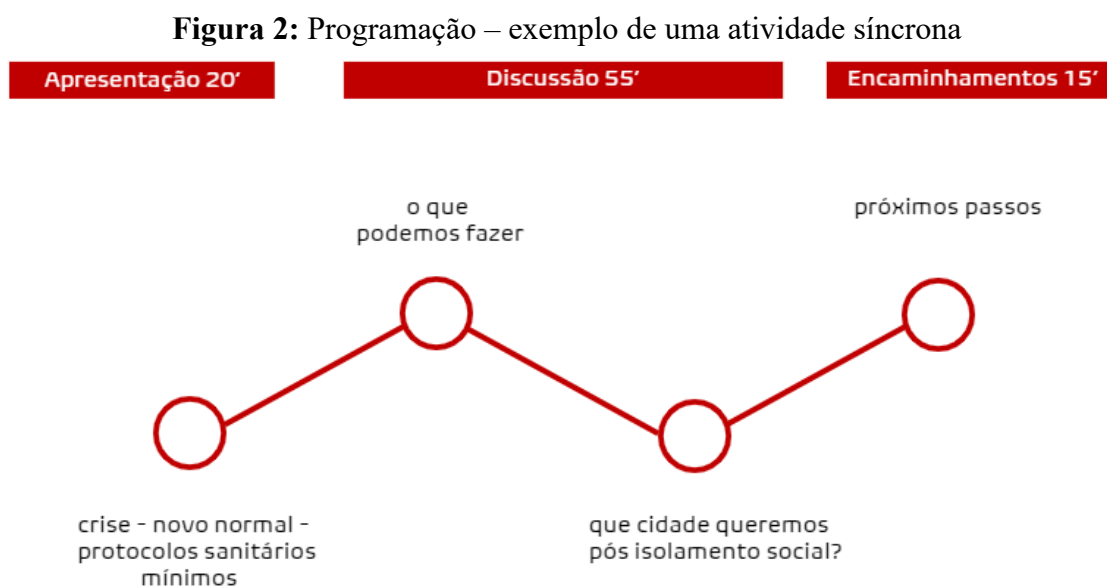 Figura 2: Programação – exemplo de uma atividade síncrona
Apresentação 20’
Discussão 55’
Encaminhamentos 15’
o que
podemos fazer
próximos passos
crise - novo normal -
protocolos sanitários
mínimos
que cidade queremos
pós isolamento social?